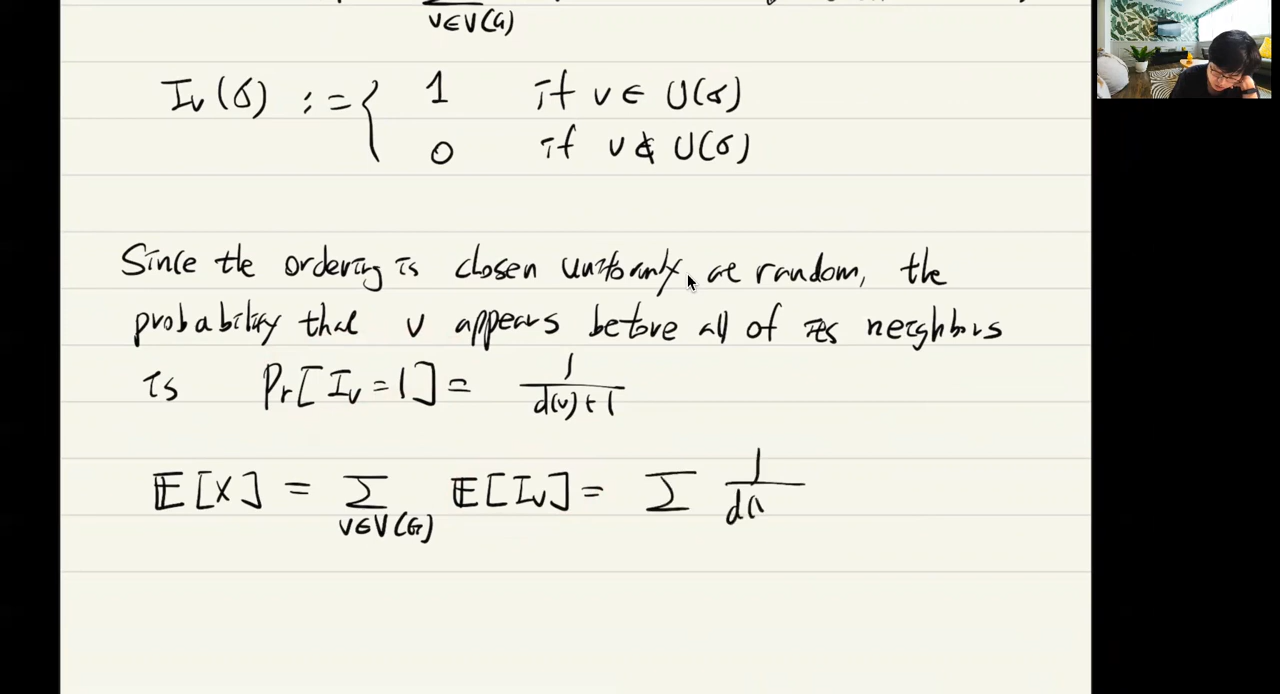 v∈V(G)
I_v(σ) := { 1 if v ∈ U(σ)
0 if v ∉ U(σ)
Since the ordering is chosen uniformly at random, the
probability that v appears before all of its neighbors
is Pr[I_v = 1] = 1/(d(v)+1)
𝔼[X] = Σ_{v∈V(G)} 𝔼[I_v] = Σ 1/d(